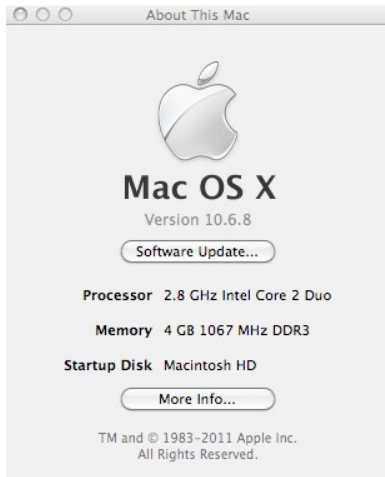 About This Mac
Mac OS X
Version 10.6.8
Software Update...
Processor 2.8 GHz Intel Core 2 Duo
Memory 4 GB 1067 MHz DDR3
Startup Disk Macintosh HD
More Info...
TM and © 1983-2011 Apple Inc.
All Rights Reserved.